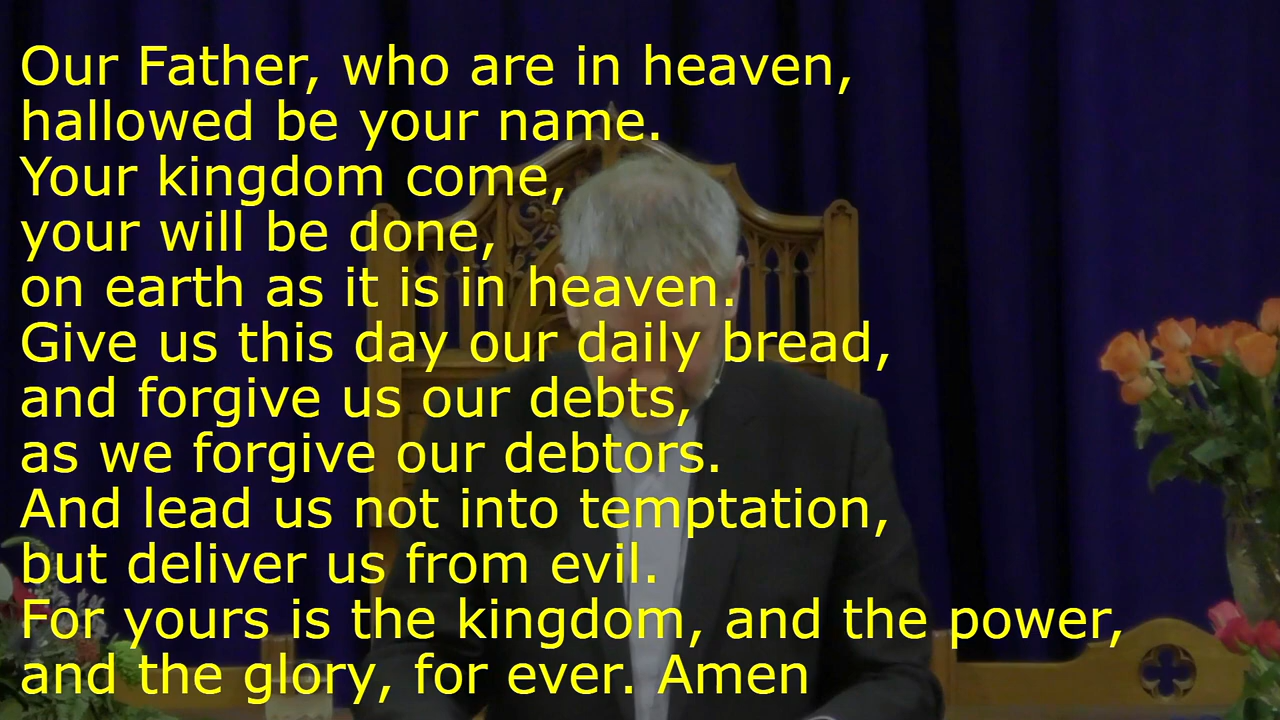 Our Father, who are in heaven,
hallowed be your name.
Your kingdom come,
your will be done,
on earth as it is in heaven.
Give us this day our daily bread,
and forgive us our debts,
as we forgive our debtors.
And lead us not into temptation,
but deliver us from evil.
For yours is the kingdom, and the power,
and the glory, for ever. Amen